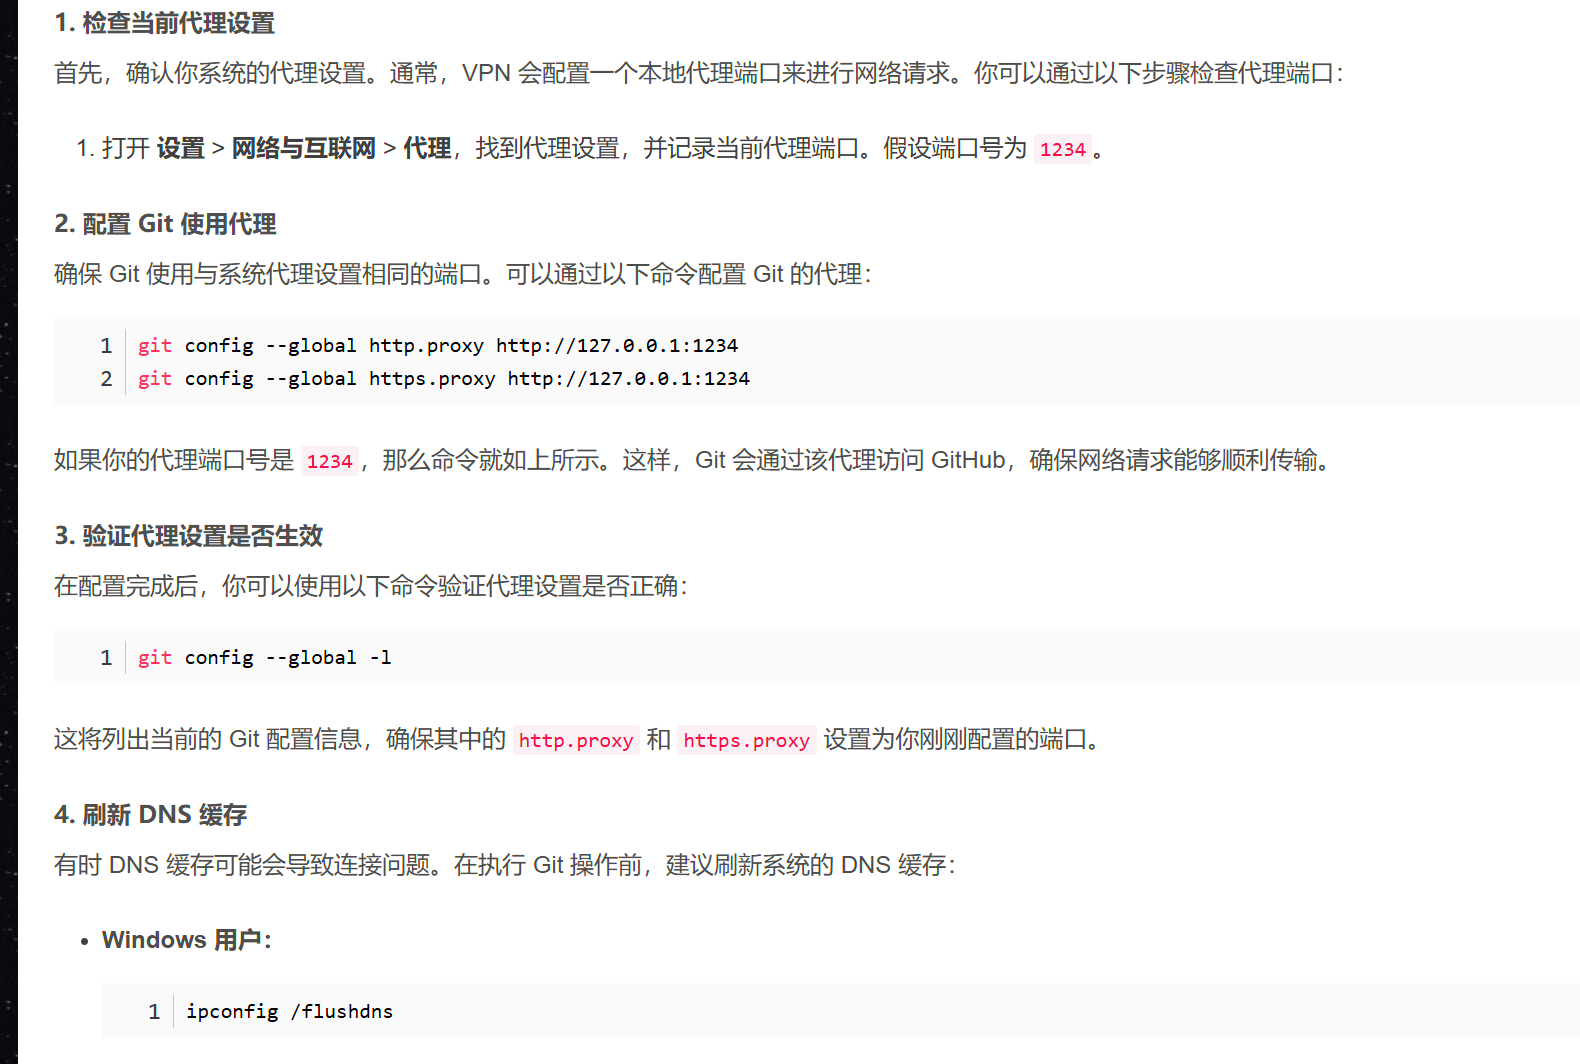 1. 检查当前代理设置
首先，确认你系统的代理设置。通常，VPN 会配置一个本地代理端口来进行网络请求。你可以通过以下步骤检查代理端口：
1. 打开 设置 > 网络与互联网 > 代理，找到代理设置，并记录当前代理端口。假设端口号为 1234 。
2. 配置 Git 使用代理
确保 Git 使用与系统代理设置相同的端口。可以通过以下命令配置 Git 的代理：
1 git config --global http.proxy http://127.0.0.1:1234
2 git config --global https.proxy http://127.0.0.1:1234
如果你的代理端口号是 1234 ，那么命令就如上所示。这样，Git 会通过该代理访问 GitHub，确保网络请求能够顺利传输。
3. 验证代理设置是否生效
在配置完成后，你可以使用以下命令验证代理设置是否正确：
1 git config --global -l
这将列出当前的 Git 配置信息，确保其中的 http.proxy 和 https.proxy 设置为你刚刚配置的端口。
4. 刷新 DNS 缓存
有时 DNS 缓存可能会导致连接问题。在执行 Git 操作前，建议刷新系统的 DNS 缓存：
• Windows 用户：
1 ipconfig /flushdns